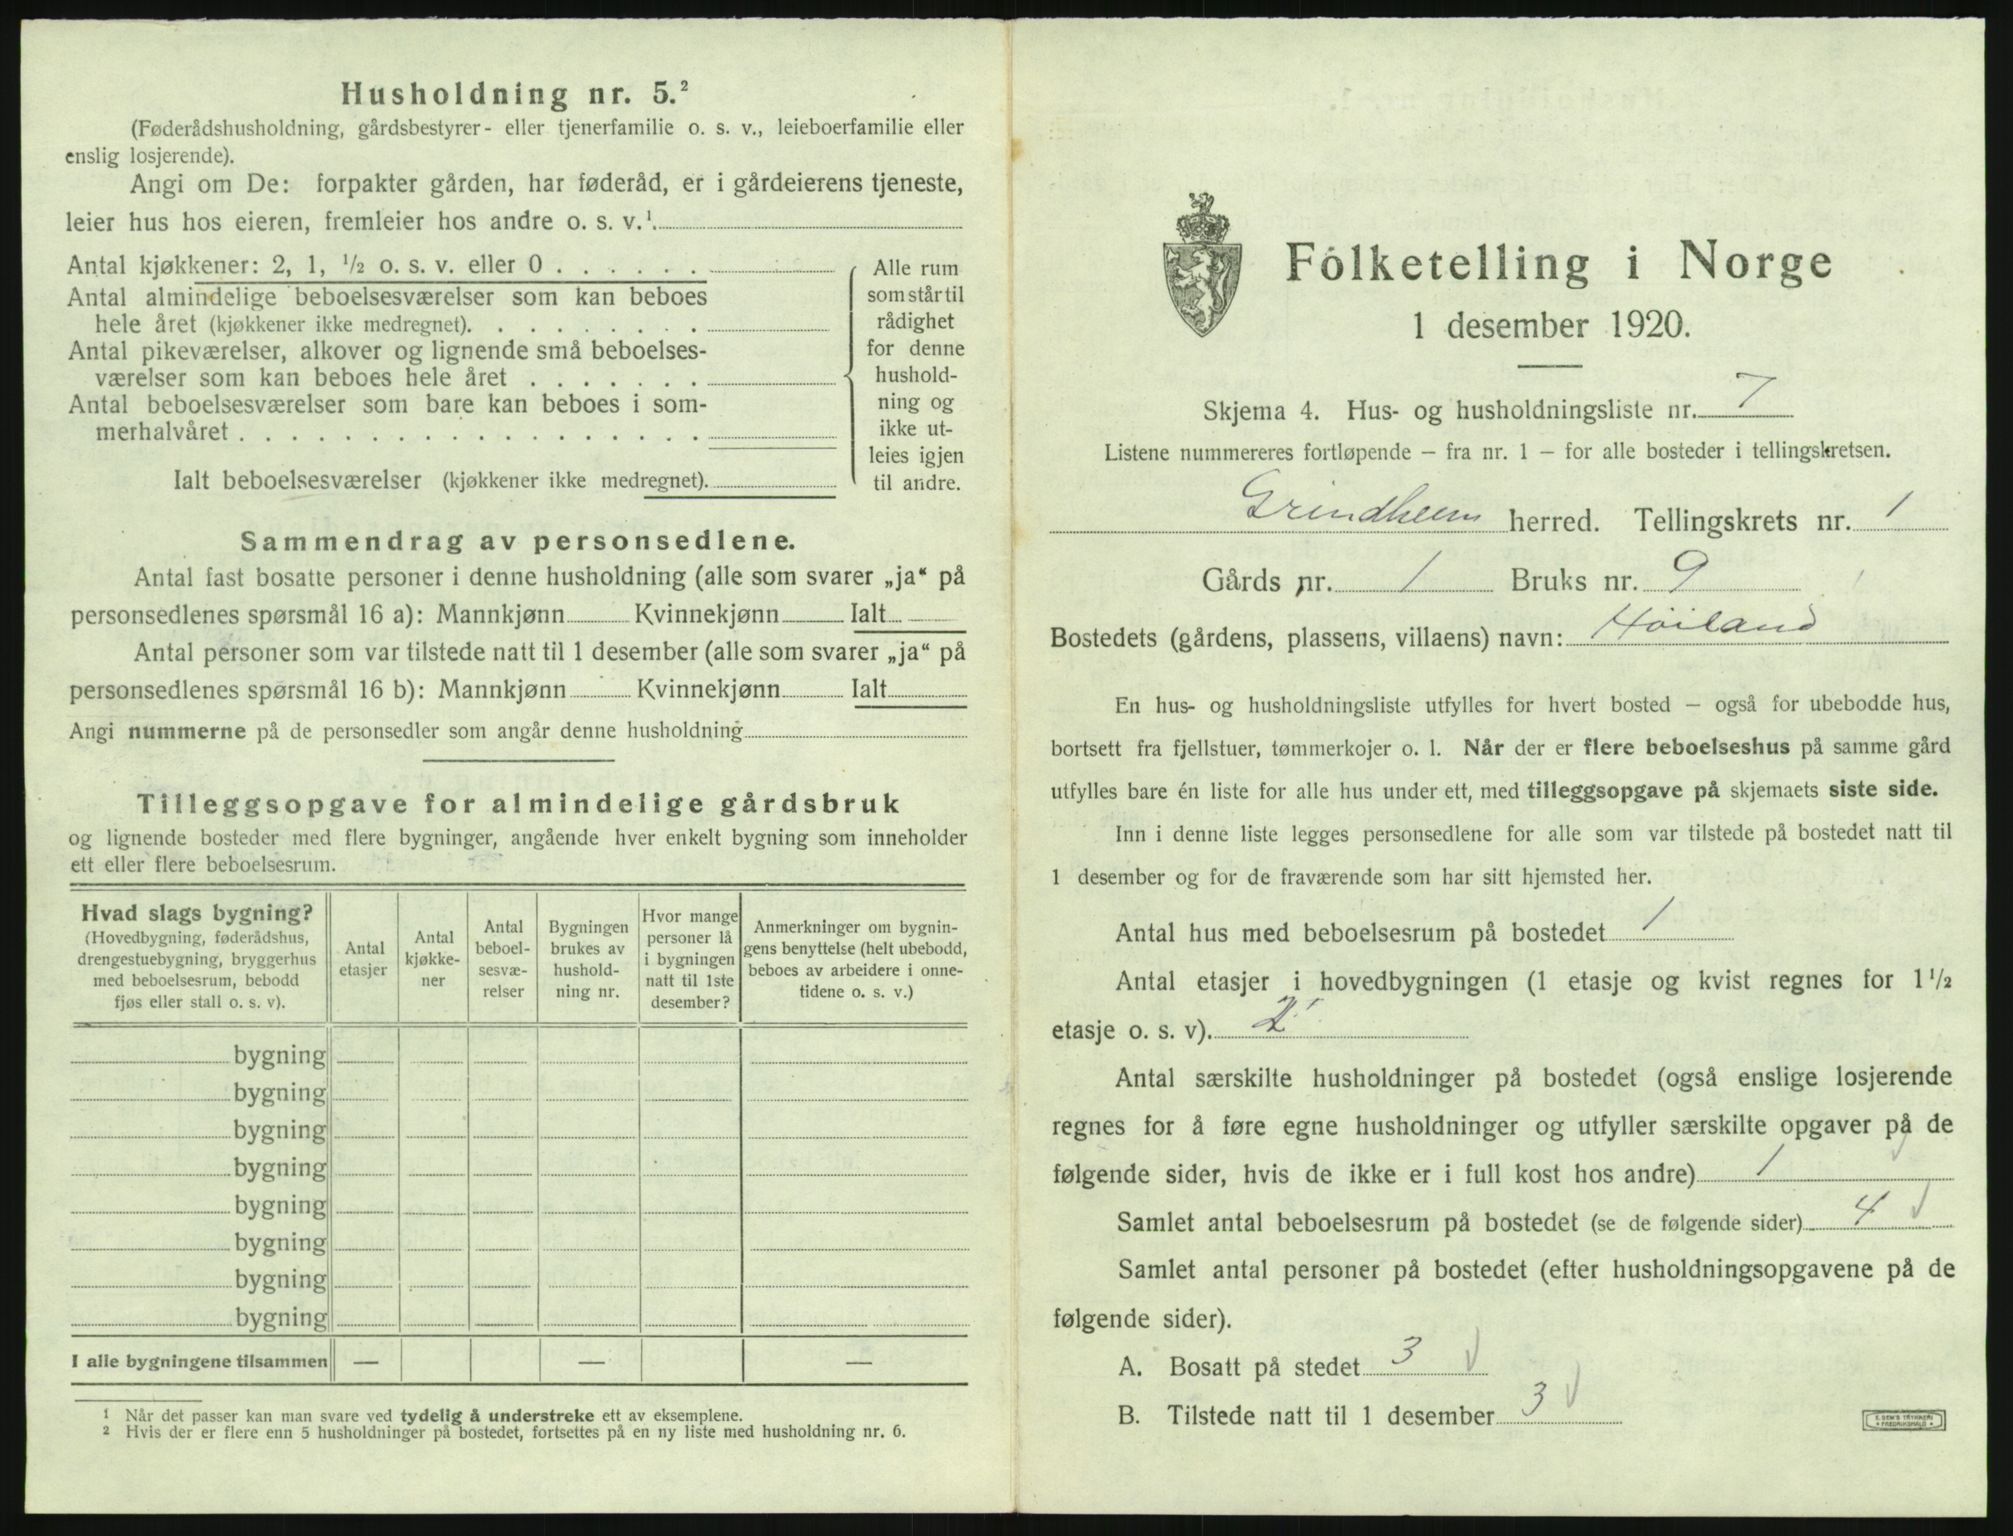 Husholdning nr. 5.²
(Føderådshusholdning, gårdsbestyrer- eller tjenerfamilie o. s. v., leieboerfamilie eller
enslig losjerende).
Angi om De: forpakter gården, har føderåd, er i gårdeierens tjeneste,
leier hus hos eieren, fremleier hos andre o. s. v.¹
Antal kjøkkener: 2, 1, ½ o. s. v. eller 0 . . . . . .
Antal almindelige beboelsesværelser som kan beboes
hele året (kjøkkener ikke medregnet). . . . . . . . .
Antal pikeværelser, alkover og lignende små beboelses-
værelser som kan beboes hele året . . . . . . .
Antal beboelsesværelser som bare kan beboes i som-
merhalvåret . . . . . . . . . . . . . . . . . .
Ialt beboelsesværelser (kjøkkener ikke medregnet).
Alle rum
som står til
rådighet
for denne
hushold-
ning og
ikke ut-
leies igjen
til andre.
Sammendrag av personsedlene.
Antal fast bosatte personer i denne husholdning (alle som svarer „ja“ på
personsedlenes spørsmål 16 a): Mannkjønn Kvinnekjønn Ialt
Antal personer som var tilstede natt til 1 desember (alle som svarer „ja“ på
personsedlenes spørsmål 16 b): Mannkjønn Kvinnekjønn Ialt
Angi nummerne på de personsedler som angår denne husholdning
Tilleggsopgave for almindelige gårdsbruk
og lignende bosteder med flere bygninger, angående hver enkelt bygning som inneholder
ett eller flere beboelsesrum.
Hvad slags bygning?
(Hovedbygning, føderådshus,
drengestuebygning, bryggerhus
med beboelsesrum, bebodd
fjøs eller stall o. s. v).
Antal
etasjer
Antal
kjøkke-
ner
Antal
beboel-
sesvæ-
relser
Bygningen
brukes av
hushold-
ning nr.
Hvor mange
personer lå
i bygningen
natt til 1ste
desember?
Anmerkninger om bygnin-
gens benyttelse (helt ubebodd,
beboes av arbeidere i onne-
tidene o. s. v.)
bygning
bygning
bygning
bygning
bygning
bygning
bygning
bygning
I alle bygningene tilsammen — — —
¹ Når det passer kan man svare ved tydelig å understreke ett av eksemplene.
² Hvis der er flere enn 5 husholdninger på bostedet, fortsettes på en ny liste med husholdning nr. 6.
Folketelling i Norge
1 desember 1920.
Skjema 4. Hus- og husholdningsliste nr. 7
Listene nummereres fortløpende – fra nr. 1 – for alle bosteder i tellingskretsen.
Grindheim herred. Tellingskrets nr. 1
Gårds nr. 1 Bruks nr. 9
Bostedets (gårdens, plassens, villaens) navn: Höiland
En hus- og husholdningsliste utfylles for hvert bosted – også for ubebodde hus,
bortsett fra fjellstuer, tømmerkojer o. l. Når der er flere beboelseshus på samme gård
utfylles bare én liste for alle hus under ett, med tilleggsopgave på skjemaets siste side.
Inn i denne liste legges personsedlene for alle som var tilstede på bostedet natt til
1 desember og for de fraværende som har sitt hjemsted her.
Antal hus med beboelsesrum på bostedet 1
Antal etasjer i hovedbygningen (1 etasje og kvist regnes for 1½
etasje o. s. v). 2
Antal særskilte husholdninger på bostedet (også enslige losjerende
regnes for å føre egne husholdninger og utfyller særskilte opgaver på de
følgende sider, hvis de ikke er i full kost hos andre) 1
Samlet antal beboelsesrum på bostedet (se de følgende sider) 4
Samlet antal personer på bostedet (efter husholdningsopgavene på de
følgende sider).
A. Bosatt på stedet 3
B. Tilstede natt til 1 desember 3